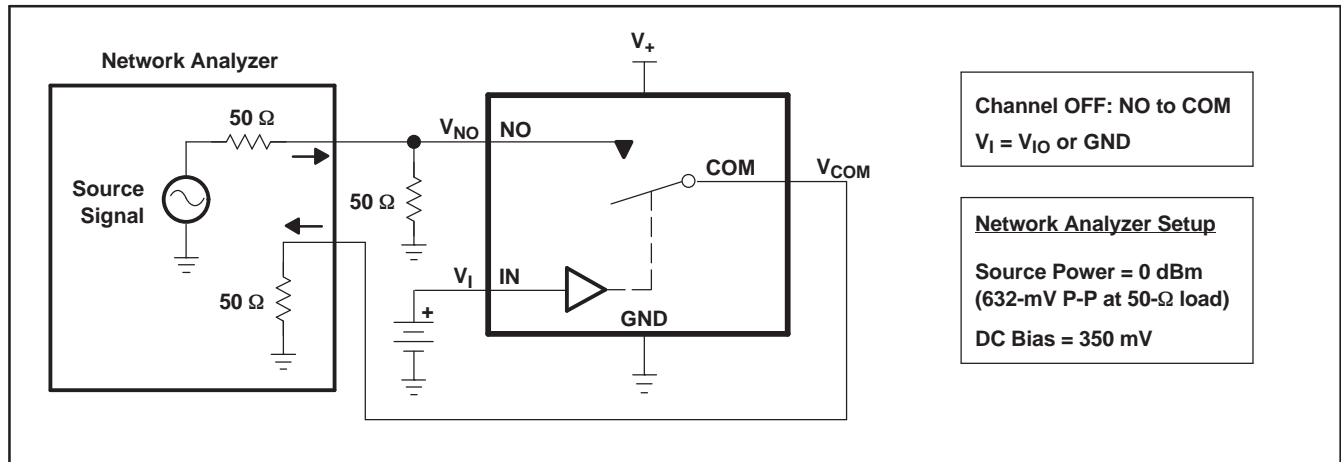 Network Analyzer
50 Ω
Source
Signal
50 Ω
50 Ω
V+
VNO
NO
COM
VCOM
VI
IN
+
GND
Channel OFF: NO to COM
VI = VIO or GND
Network Analyzer Setup
Source Power = 0 dBm
(632-mV P-P at 50-Ω load)
DC Bias = 350 mV